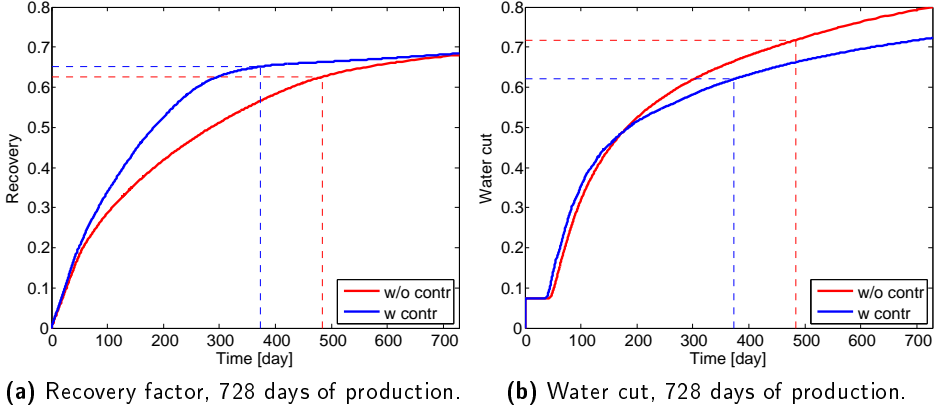 0.8
0.7
0.6
0.5
0.4
0.3
0.2
0.1
0
Recovery
0 100 200 300 400 500 600 700
Time [day]
w/o contr
w contr
(a) Recovery factor, 728 days of production.
0.8
0.7
0.6
0.5
0.4
0.3
0.2
0.1
0
Water cut
0 100 200 300 400 500 600 700
Time [day]
w/o contr
w contr
(b) Water cut, 728 days of production.